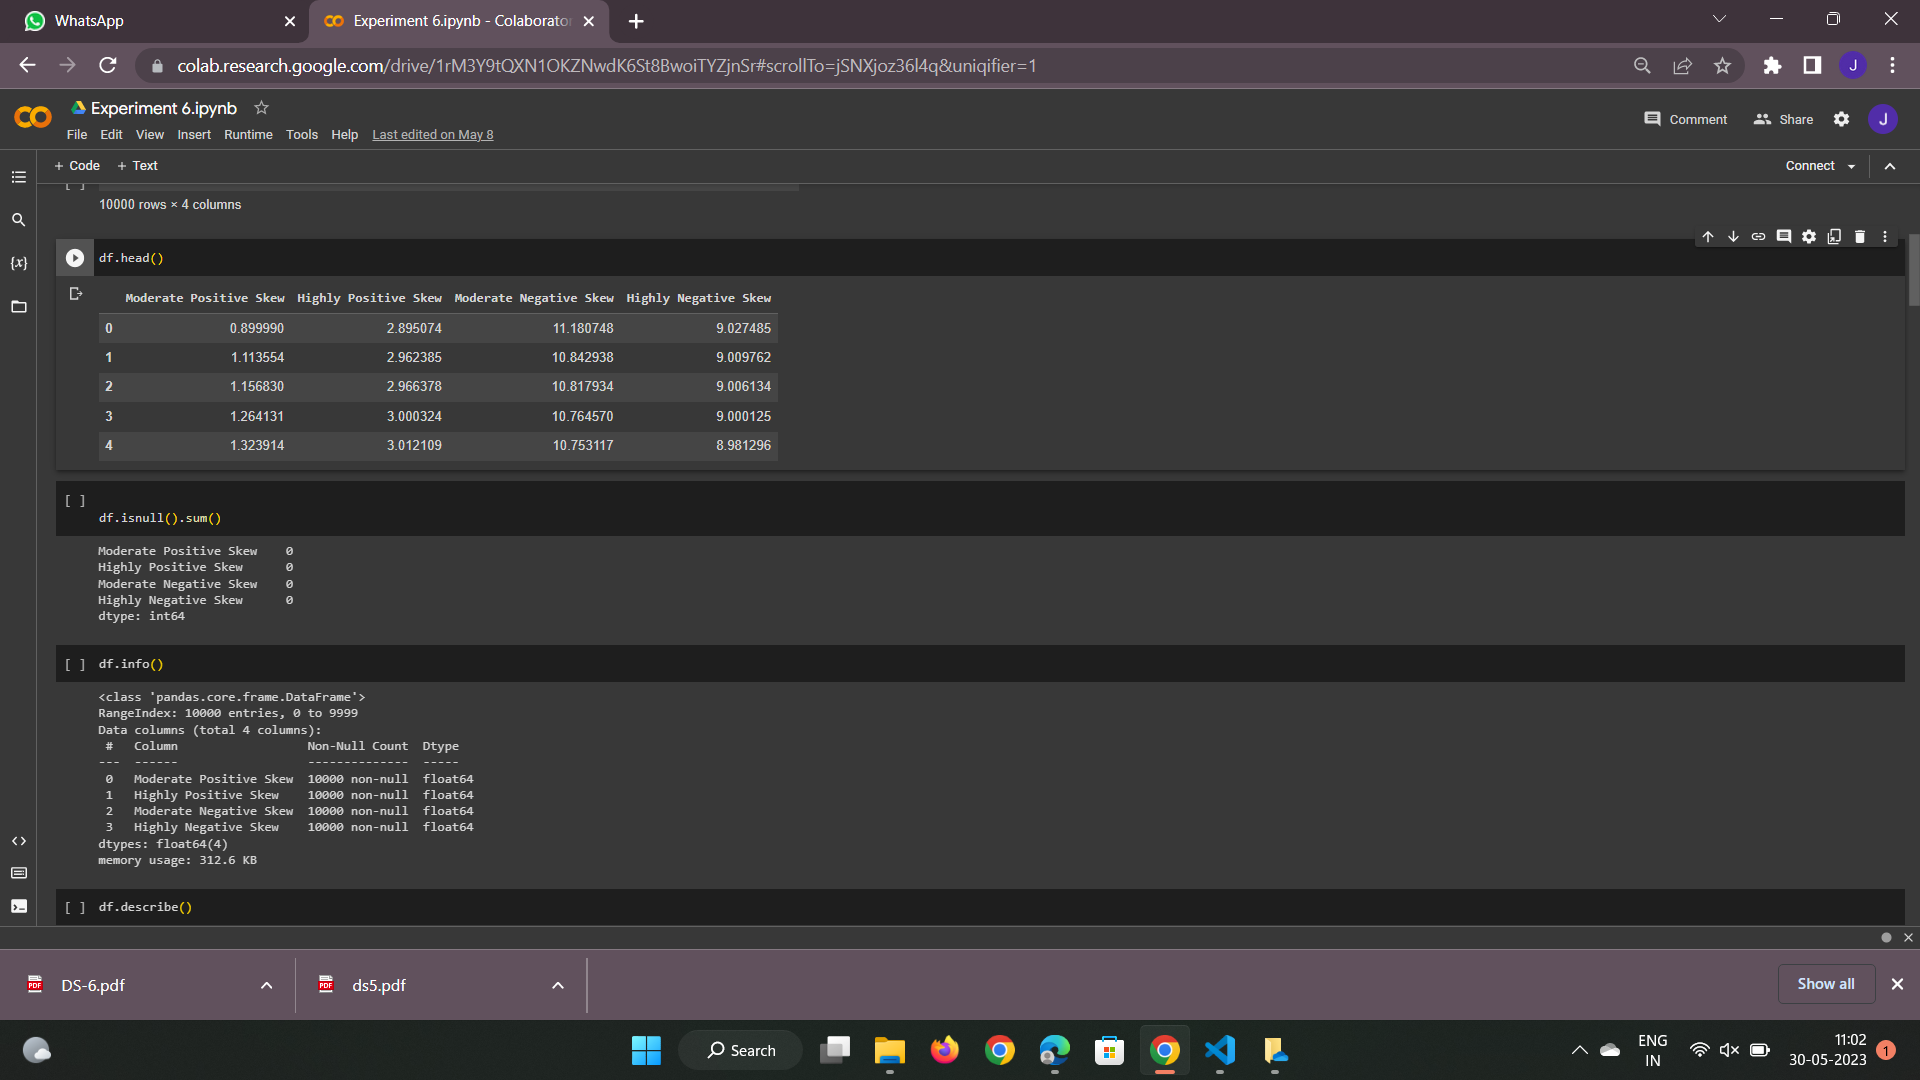 WhatsApp
Experiment 6.ipynb - Colaborator
colab.research.google.com/drive/1rM3Y9tQXN1OKZNwdK6St8BwoiTYZjnSr#scrollTo=jSNXjoz36l4q&uniqifier=1
J
Experiment 6.ipynb
File Edit View Insert Runtime Tools Help Last edited on May 8
Comment Share J
+ Code + Text
Connect
[ ]
10000 rows × 4 columns
{x}
df.head()
Moderate Positive Skew Highly Positive Skew Moderate Negative Skew Highly Negative Skew
0 0.899990 2.895074 11.180748 9.027485
1 1.113554 2.962385 10.842938 9.009762
2 1.156830 2.966378 10.817934 9.006134
3 1.264131 3.000324 10.764570 9.000125
4 1.323914 3.012109 10.753117 8.981296
[ ]
df.isnull().sum()
Moderate Positive Skew 0
Highly Positive Skew 0
Moderate Negative Skew 0
Highly Negative Skew 0
dtype: int64
[ ] df.info()
<class 'pandas.core.frame.DataFrame'>
RangeIndex: 10000 entries, 0 to 9999
Data columns (total 4 columns):
# Column Non-Null Count Dtype
--- ------ -------------- -----
0 Moderate Positive Skew 10000 non-null float64
1 Highly Positive Skew 10000 non-null float64
2 Moderate Negative Skew 10000 non-null float64
3 Highly Negative Skew 10000 non-null float64
dtypes: float64(4)
memory usage: 312.6 KB
[ ] df.describe()
PDF DS-6.pdf
PDF ds5.pdf
Show all
Search
ENG
IN
11:02
30-05-2023
1